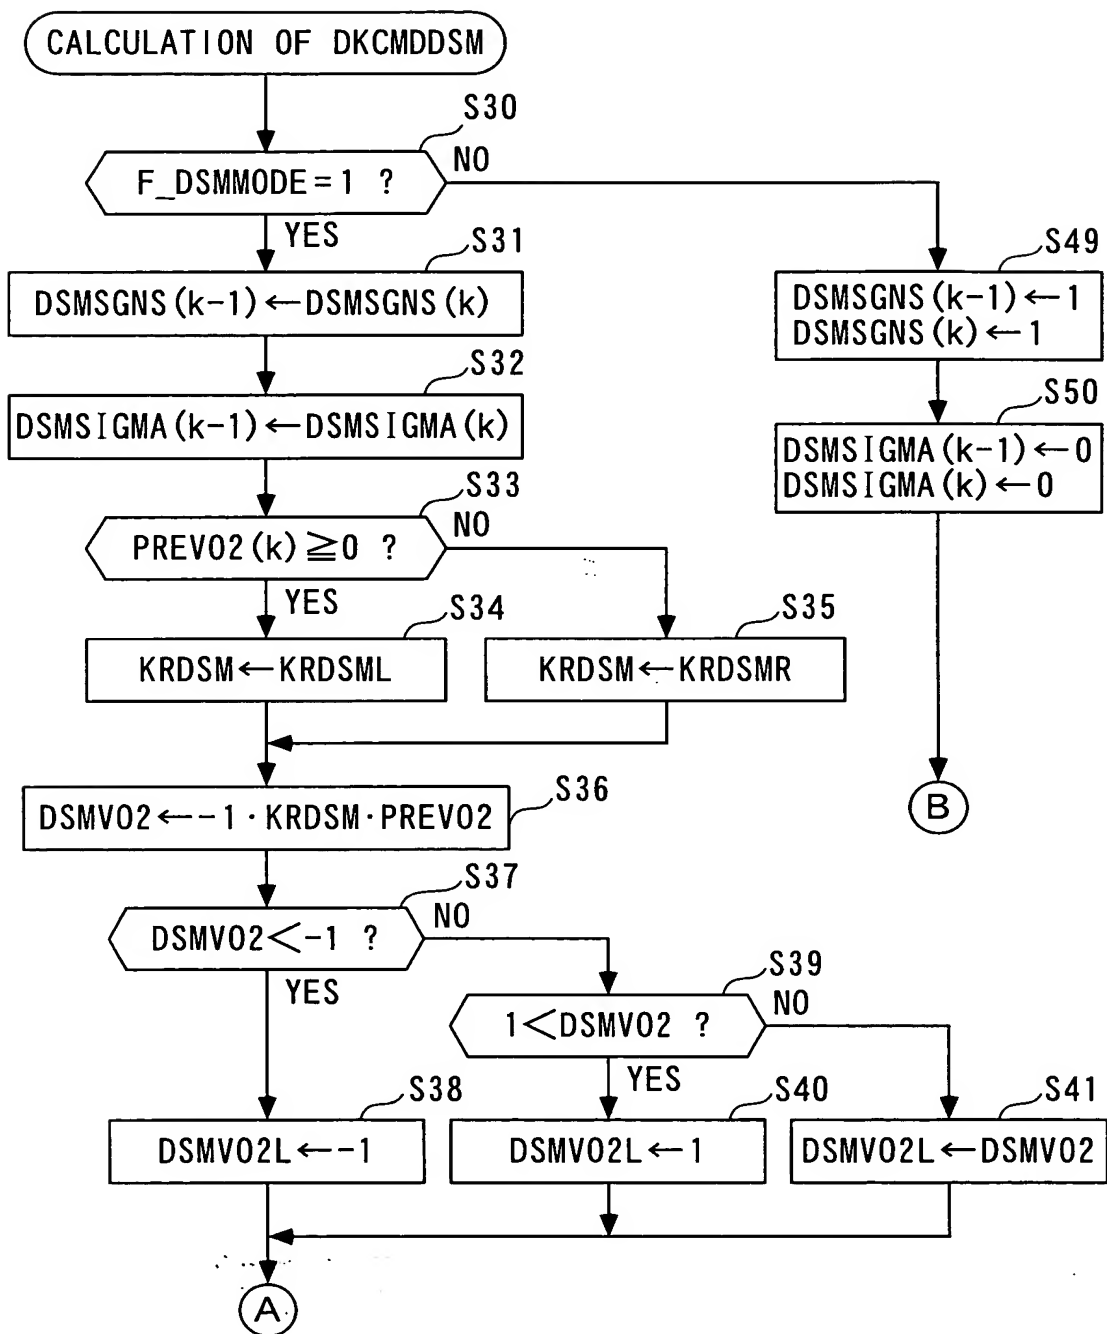 CALCULATION OF DKCMDDSM
S30
F_DSMMODE=1 ?
NO
YES
S31
DSMSGNS(k-1)←DSMSGNS(k)
S49
DSMSGNS(k-1)←1
DSMSGNS(k)←1
S32
DSMSIGMA(k-1)←DSMSIGMA(k)
S50
DSMSIGMA(k-1)←0
DSMSIGMA(k)←0
S33
PREVO2(k)≧0 ?
NO
YES
S34
KRDSM←KRDSML
S35
KRDSM←KRDSMR
S36
DSMVO2←-1·KRDSM·PREVO2
B
S37
DSMVO2<-1 ?
NO
YES
S39
1<DSMVO2 ?
NO
YES
S38
DSMVO2L←-1
S40
DSMVO2L←1
S41
DSMVO2L←DSMVO2
A